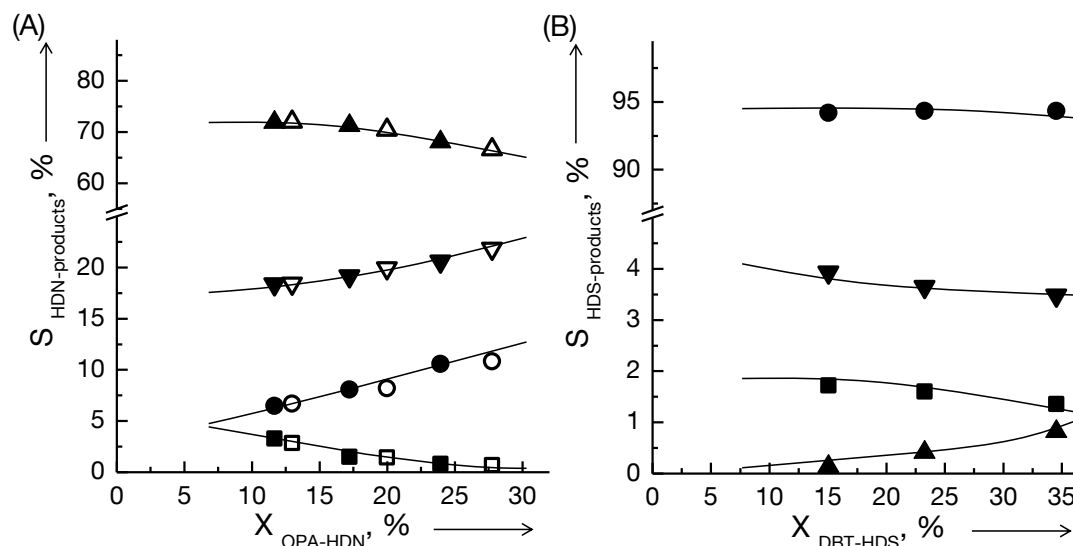 (A)
S HDN-products, %
80
70
60
20
15
10
5
0
0 5 10 15 20 25 30
X OPA-HDN, %
(B)
S HDS-products, %
95
90
4
3
2
1
0
0 5 10 15 20 25 30 35
X DBT-HDS, %